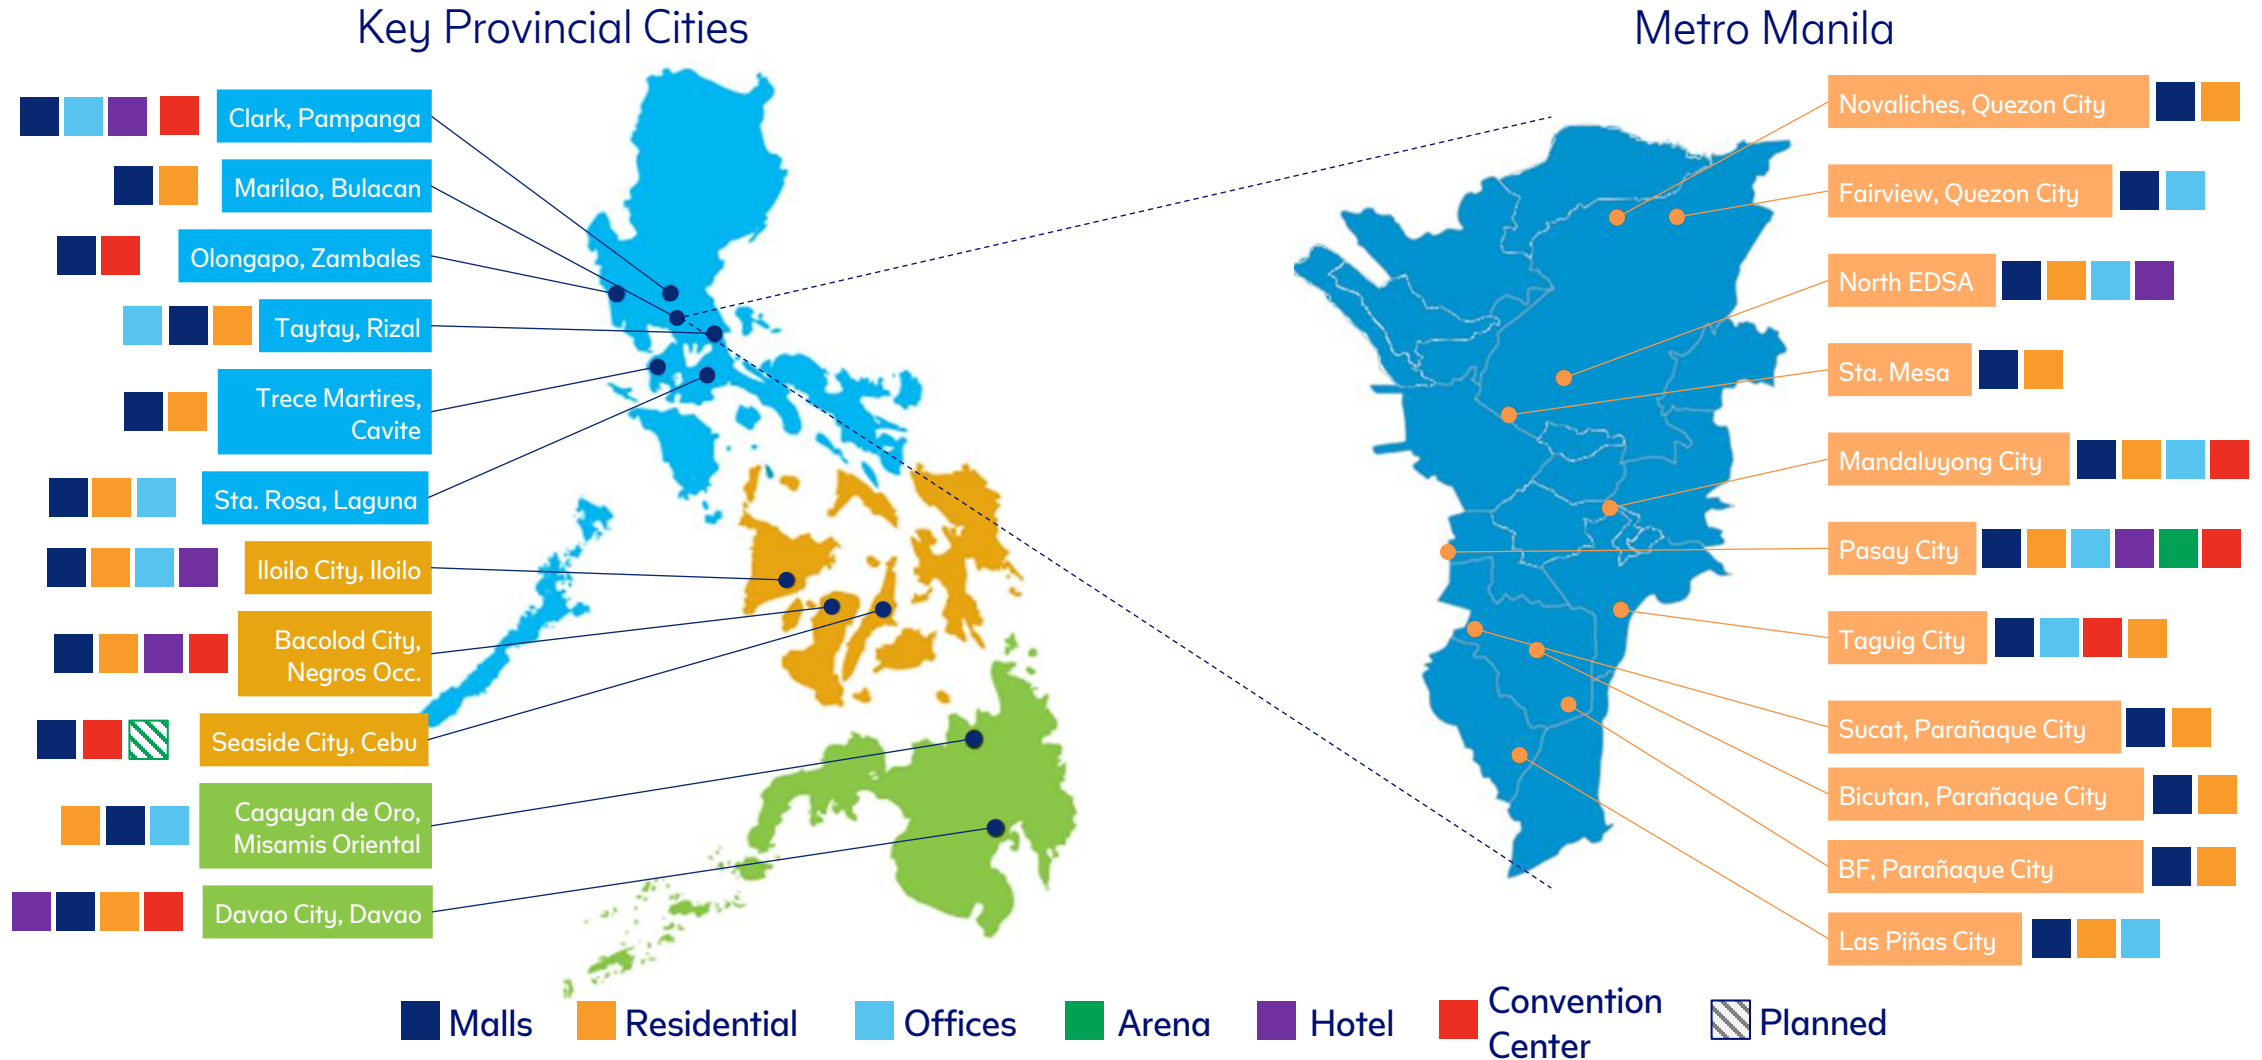 Key Provincial Cities
Metro Manila
Clark, Pampanga
Marilao, Bulacan
Olongapo, Zambales
Taytay, Rizal
Trece Martires,
Cavite
Sta. Rosa, Laguna
Iloilo City, Iloilo
Bacolod City,
Negros Occ.
Seaside City, Cebu
Cagayan de Oro,
Misamis Oriental
Davao City, Davao
Novaliches, Quezon City
Fairview, Quezon City
North EDSA
Sta. Mesa
Mandaluyong City
Pasay City
Taguig City
Sucat, Parañaque City
Bicutan, Parañaque City
BF, Parañaque City
Las Piñas City
Malls
Residential
Offices
Arena
Hotel
Convention
Center
Planned